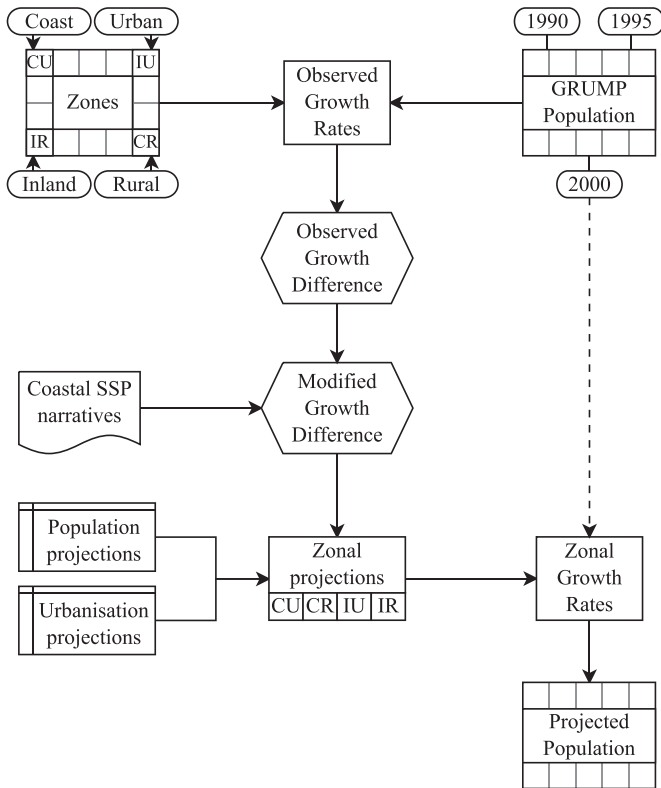 Coast
Urban
CU
IU
Zones
IR
CR
Inland
Rural
Observed
Growth
Rates
1990
1995
GRUMP
Population
2000
Observed
Growth
Difference
Coastal SSP
narratives
Modified
Growth
Difference
Population
projections
Urbanisation
projections
Zonal
projections
CU CR IU IR
Zonal
Growth
Rates
Projected
Population